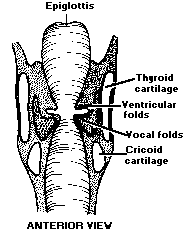 Epiglottis
Thyroid
cartilage
Ventricular
folds
Vocal folds
Cricoid
cartilage
ANTERIOR VIEW